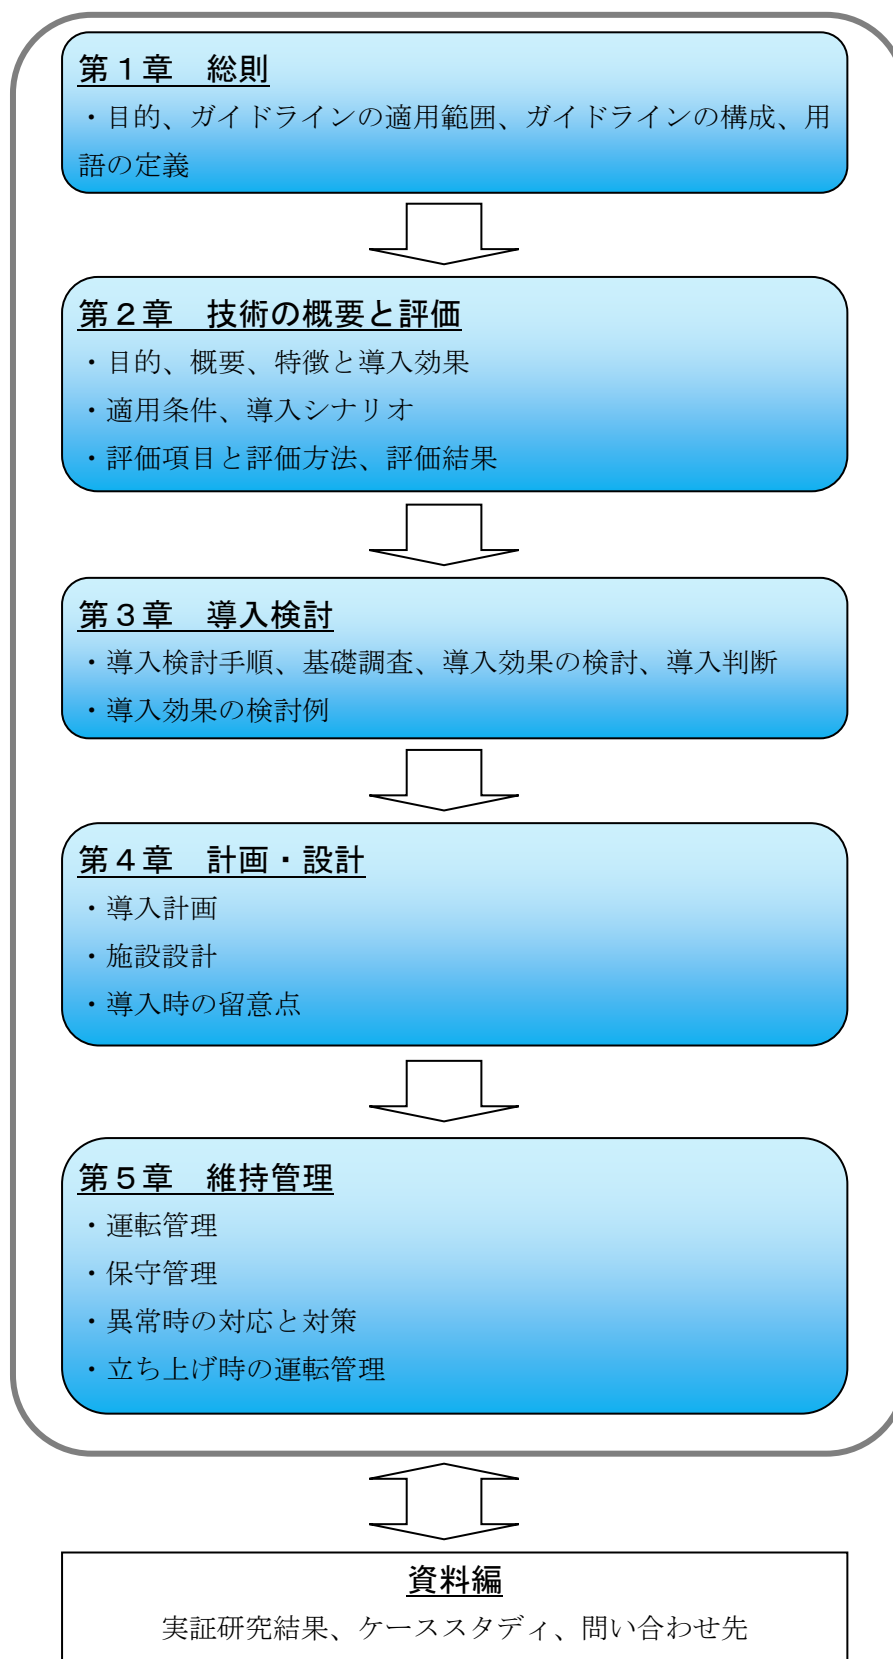 第１章　総則
・目的、ガイドラインの適用範囲、ガイドラインの構成、用
語の定義
第２章　技術の概要と評価
・目的、概要、特徴と導入効果
・適用条件、導入シナリオ
・評価項目と評価方法、評価結果
第３章　導入検討
・導入検討手順、基礎調査、導入効果の検討、導入判断
・導入効果の検討例
第４章　計画・設計
・導入計画
・施設設計
・導入時の留意点
第５章　維持管理
・運転管理
・保守管理
・異常時の対応と対策
・立ち上げ時の運転管理
資料編
実証研究結果、ケーススタディ、問い合わせ先